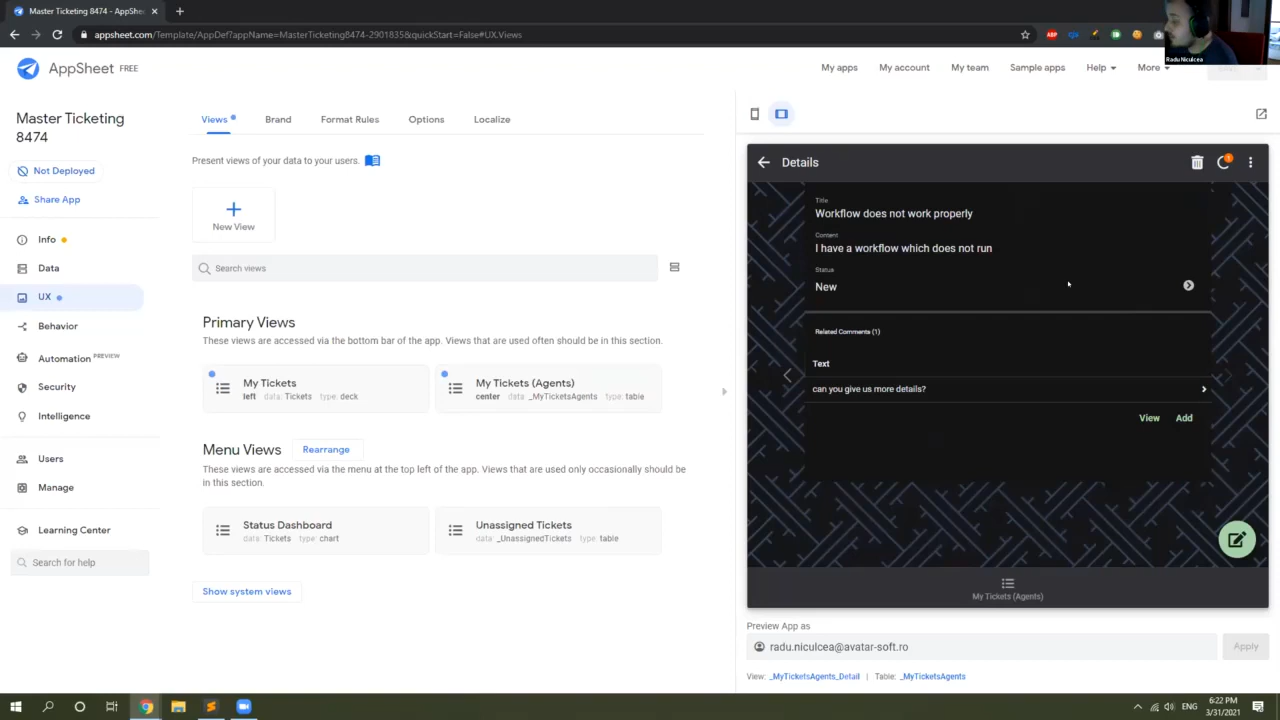 Master Ticketing 8474 - AppShe
appsheet.com/Template/AppDef?appName=MasterTicketing8474-2901835&quickStart=False#UX.Views
ABP
Radu Niculcea
AppSheet FREE
My apps
My account
My team
Sample apps
Help
More
Master Ticketing
8474
Not Deployed
Share App
Info
Data
UX
Behavior
Automation PREVIEW
Security
Intelligence
Users
Manage
Learning Center
Search for help
Views
Brand
Format Rules
Options
Localize
Present views of your data to your users.
New View
Search views
Primary Views
These views are accessed via the bottom bar of the app. Views that are used often should be in this section.
My Tickets
left data: Tickets type: deck
My Tickets (Agents)
center data: _MyTicketsAgents type: table
Menu Views
Rearrange
These views are accessed via the menu at the top left of the app. Views that are used only occasionally should be
in this section.
Status Dashboard
data: Tickets type: chart
Unassigned Tickets
data: _UnassignedTickets type: table
Show system views
Details
1
Title
Workflow does not work properly
Content
I have a workflow which does not run
Status
New
Related Comments (1)
Text
can you give us more details?
View
Add
My Tickets (Agents)
Preview App as
radu.niculcea@avatar-soft.ro
Apply
View: _MyTicketsAgents_Detail | Table: _MyTicketsAgents
ENG
6:22 PM
3/31/2021